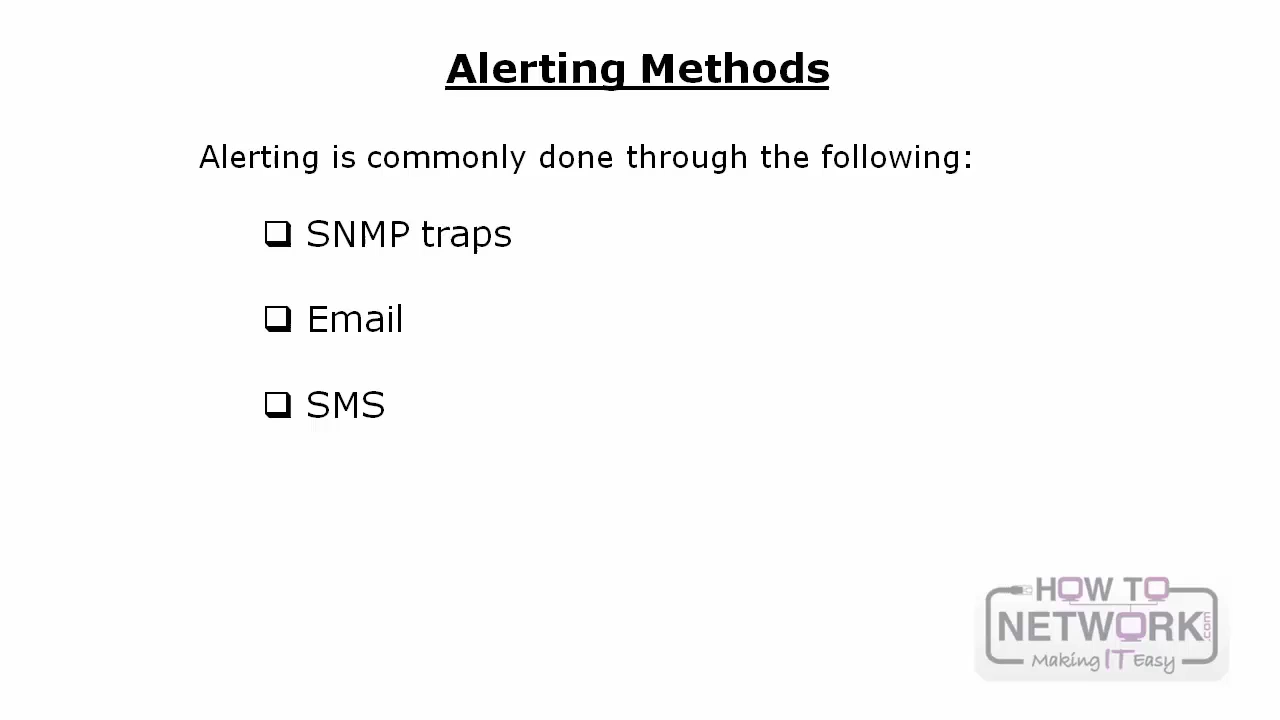 Alerting Methods
Alerting is commonly done through the following:
SNMP traps
Email
SMS
HOW TO
NETWORK.com
Making IT Easy